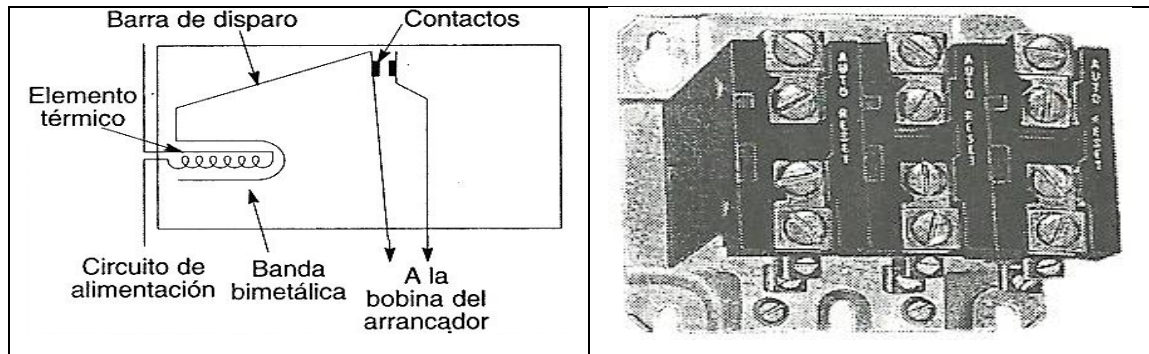 Barra de disparo
Contactos
Elemento
térmico
Circuito de
alimentación
Banda
bimetálica
A la
bobina del
arrancador
AUTO RESET
AUTO RESET
AUTO RESET